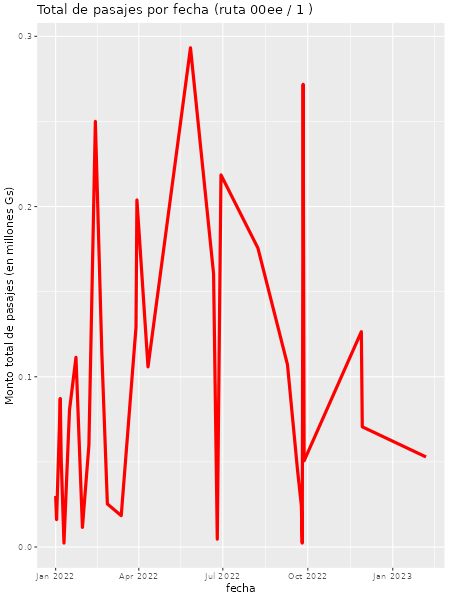 Total de pasajes por fecha (ruta 00ee / 1 )
Monto total de pasajes (en millones Gs)
0.3
0.2
0.1
0.0
Jan 2022 Apr 2022 Jul 2022 Oct 2022 Jan 2023
fecha